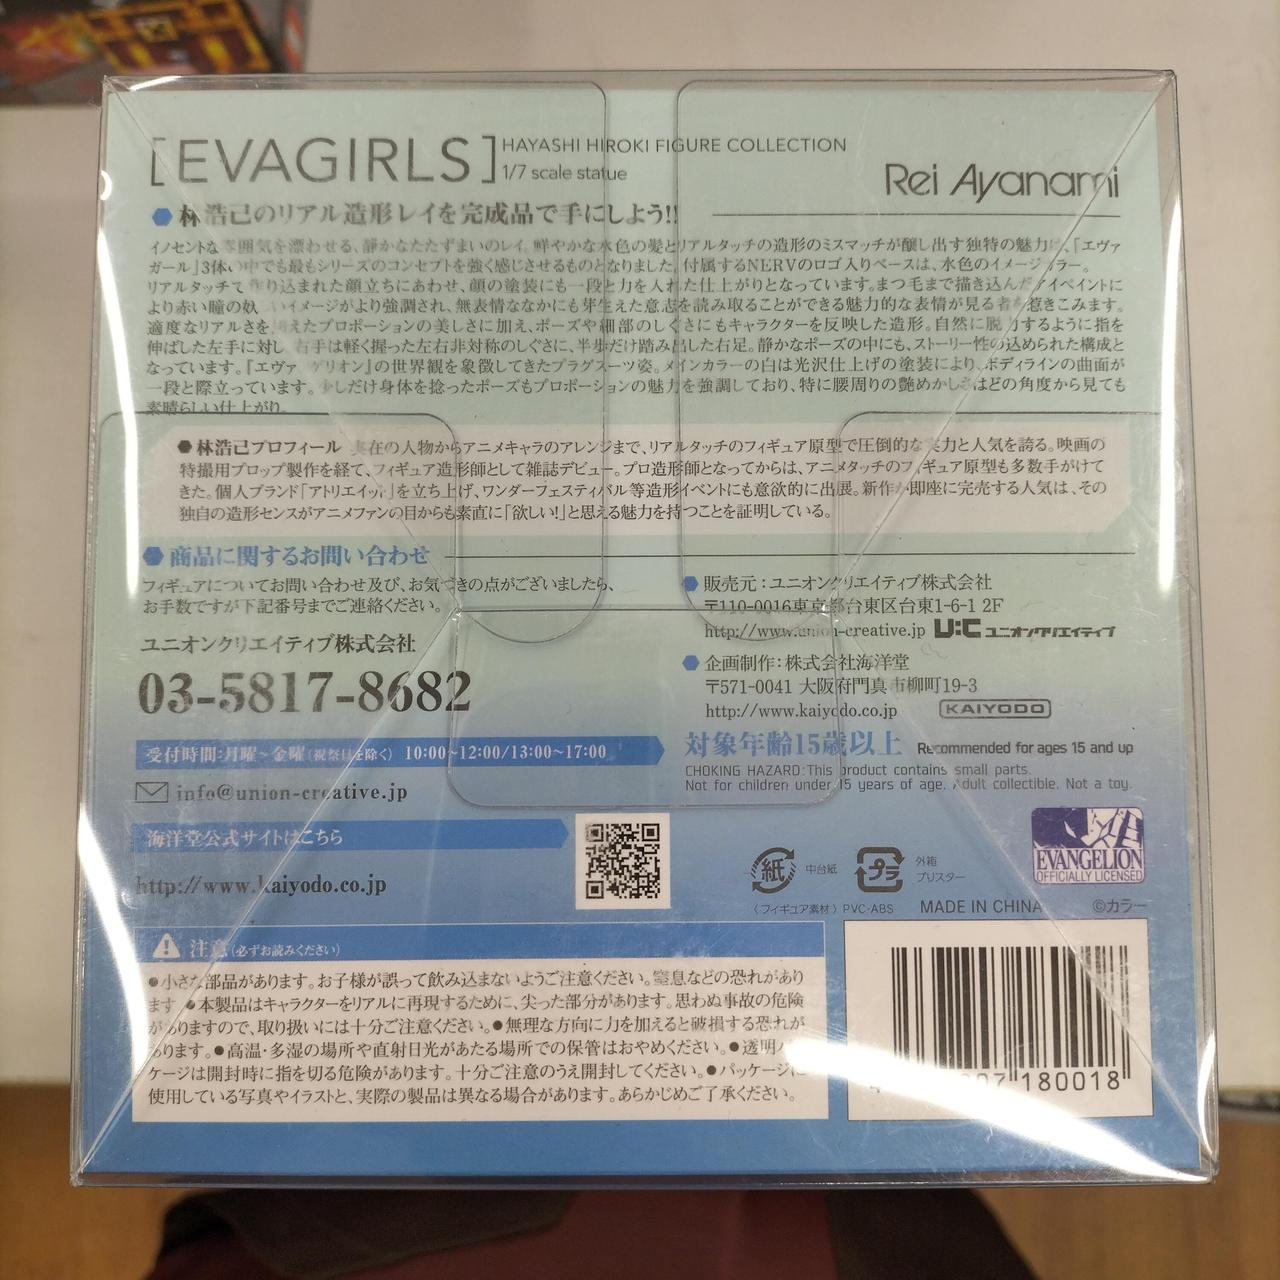 [EVAGIRLS] HAYASHI HIROKI FIGURE COLLECTION
1/7 scale statue
Rei Ayanami
林浩己のリアル造形レイを完成品で手にしよう!!
イノセントな雰囲気を漂わせる、静かなたたずまいのレイ。鮮やかな水色の髪とリアルタッチの造形のミスマッチが醸し出す独特の魅力は、『エヴァ
ガール』3体の中でも最もシリーズのコンセプトを強く感じさせるものとなりました。付属するNERVのロゴ入りベースは、水色のイメージカラー。
リアルタッチで作り込まれた顔立ちにあわせ、顔の塗装にも一段と力を入れた仕上がりとなっています。まつ毛まで描き込んだアイペイントに
より赤い瞳の妖しいイメージがより強調され、無表情ななかにも芽生えた意志を読み取ることができる魅力的な表情が見る者を惹きこみます。
適度なリアルさを加えたプロポーションの美しさに加え、ポーズや細部のしぐさにもキャラクターを反映した造形。自然に脱力するように指を
伸ばした左手に対し、右手は軽く握った左右非対称のしぐさに、半歩だけ踏み出した右足。静かなポーズの中にも、ストーリー性の込められた構成と
なっています。『エヴァンゲリオン』の世界観を象徴してきたプラグスーツ姿。メインカラーの白は光沢仕上げの塗装により、ボディラインの曲面が
一段と際立っています。少しだけ身体を捻ったポーズもプロポーションの魅力を強調しており、特に腰周りの艶めかしさはどの角度から見ても
素晴らしい仕上がり。
●林浩己プロフィール 実在の人物からアニメキャラのアレンジまで、リアルタッチのフィギュア原型で圧倒的な実力と人気を誇る。映画の
特撮用プロップ製作を経て、フィギュア造形師として雑誌デビュー。プロ造形師となってからは、アニメタッチのフィギュア原型も多数手がけて
きた。個人ブランド「アトリエイット」を立ち上げ、ワンダーフェスティバル等造形イベントにも意欲的に出展。新作が即座に完売する人気は、その
独自の造形センスがアニメファンの目からも素直に「欲しい!」と思える魅力を持つことを証明している。
商品に関するお問い合わせ
フィギュアについてお問い合わせ及び、お気づきの点がございましたら、
お手数ですが下記番号までご連絡ください。
ユニオンクリエイティブ株式会社
03-5817-8682
受付時間:月曜~金曜(祝祭日を除く) 10:00~12:00/13:00~17:00
info@union-creative.jp
海洋堂公式サイトはこちら
http://www.kaiyodo.co.jp
販売元:ユニオンクリエイティブ株式会社
〒110-0016東京都台東区台東1-6-1 2F
http://www.union-creative.jp U:C ユニオンクリエイティブ
企画制作:株式会社海洋堂
〒571-0041 大阪府門真市柳町19-3
http://www.kaiyodo.co.jp KAIYODO
対象年齢15歳以上 Recommended for ages 15 and up
CHOKING HAZARD:This product contains small parts.
Not for children under 15 years of age. Adult collectible. Not a toy.
紙 中台紙 プラ 外箱
ブリスター
EVANGELION
OFFICIALLY LICENSED
〈フィギュア素材〉PVC・ABS MADE IN CHINA ©カラー
注意(必ずお読みください)
●小さな部品があります。お子様が誤って飲み込まないようご注意ください。窒息などの恐れがあり
ます。●本製品はキャラクターをリアルに再現するために、尖った部分があります。思わぬ事故の危険
がありますので、取り扱いには十分ご注意ください。●無理な方向に力を加えると破損する恐れが
あります。●高温・多湿の場所や直射日光があたる場所での保管はおやめください。●透明パッ
ケージは開封時に指を切る危険があります。十分ご注意のうえ開封してください。●パッケージに
使用している写真やイラストと、実際の製品は異なる場合があります。あらかじめご了承ください。
180018